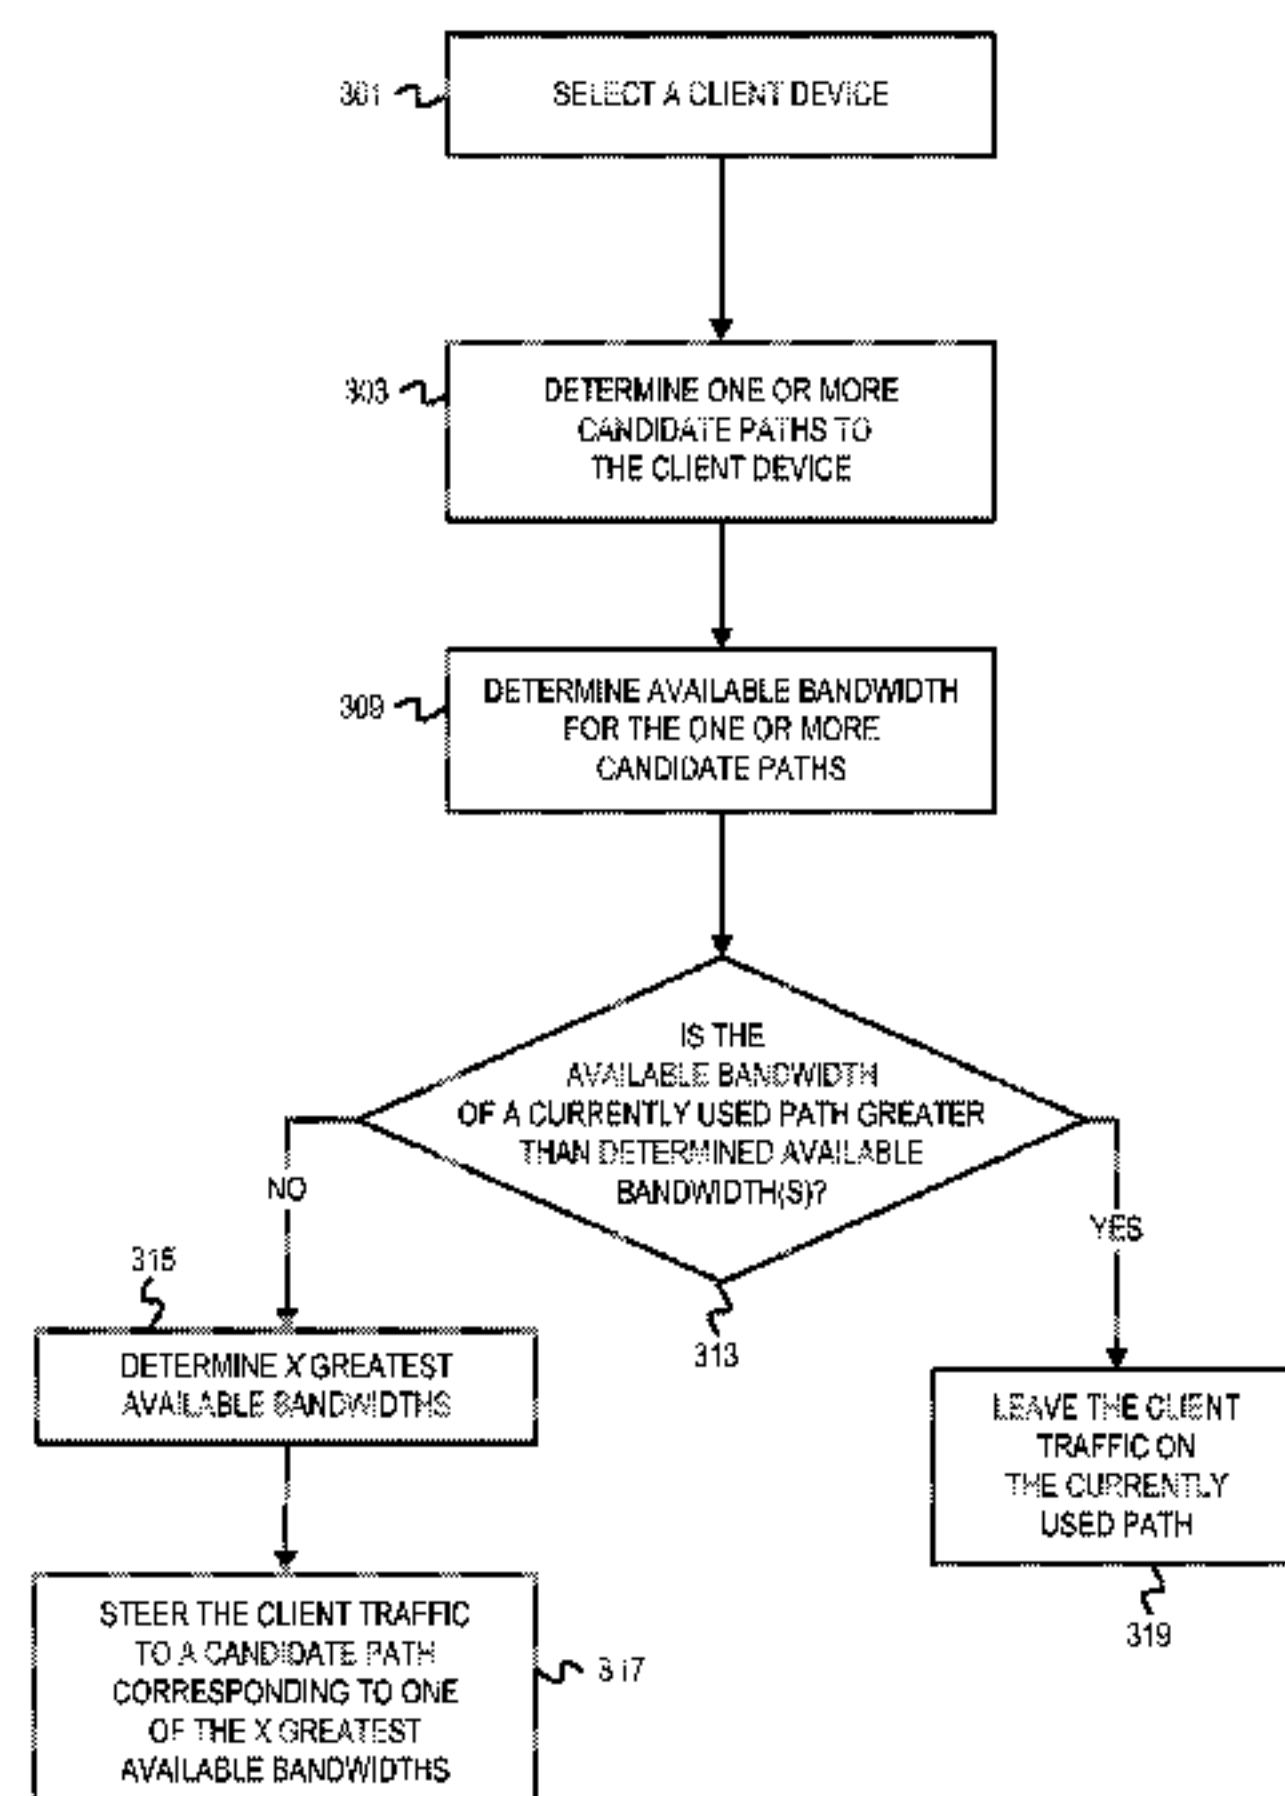 301
SELECT A CLIENT DEVICE
303
DETERMINE ONE OR MORE
CANDIDATE PATHS TO
THE CLIENT DEVICE
309
DETERMINE AVAILABLE BANDWIDTH
FOR THE ONE OR MORE
CANDIDATE PATHS
IS THE
AVAILABLE BANDWIDTH
OF A CURRENTLY USED PATH GREATER
THAN DETERMINED AVAILABLE
BANDWIDTH(S)?
313
NO
YES
315
DETERMINE X GREATEST
AVAILABLE BANDWIDTHS
LEAVE THE CLIENT
TRAFFIC ON
THE CURRENTLY
USED PATH
319
STEER THE CLIENT TRAFFIC
TO A CANDIDATE PATH
CORRESPONDING TO ONE
OF THE X GREATEST
AVAILABLE BANDWIDTHS
317